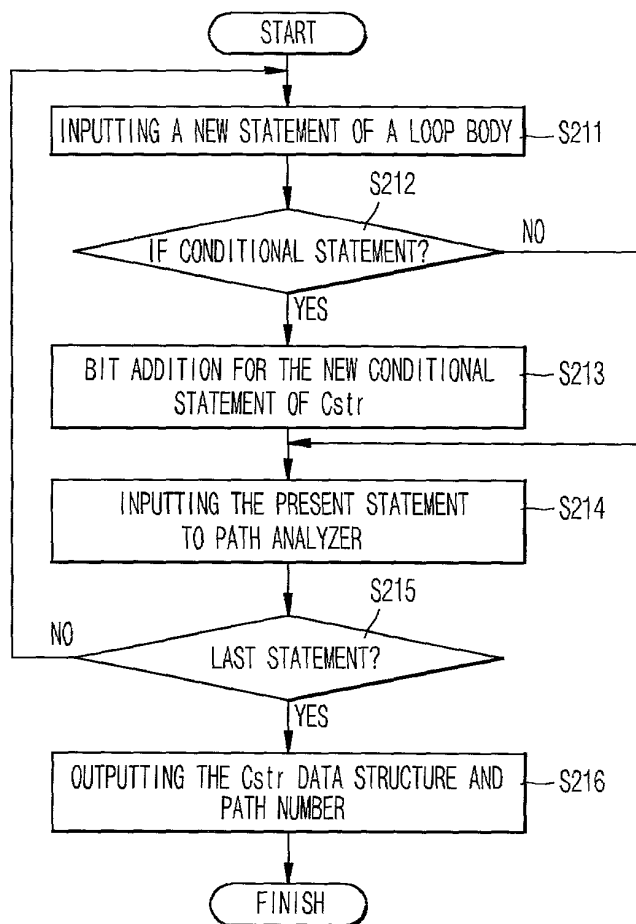 START
INPUTTING A NEW STATEMENT OF A LOOP BODY
S211
S212
IF CONDITIONAL STATEMENT?
NO
YES
BIT ADDITION FOR THE NEW CONDITIONAL
STATEMENT OF Cstr
S213
INPUTTING THE PRESENT STATEMENT
TO PATH ANALYZER
S214
S215
NO
LAST STATEMENT?
YES
OUTPUTTING THE Cstr DATA STRUCTURE AND
PATH NUMBER
S216
FINISH